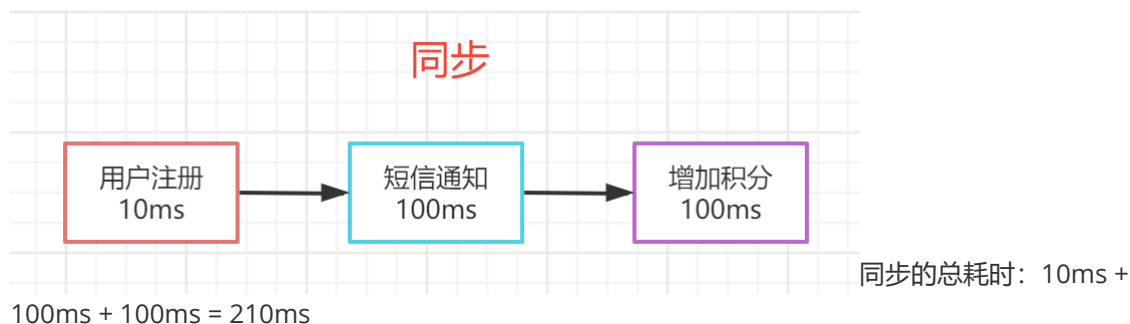 同步
用户注册
10ms
短信通知
100ms
增加积分
100ms
同步的总耗时：10ms +
100ms + 100ms = 210ms